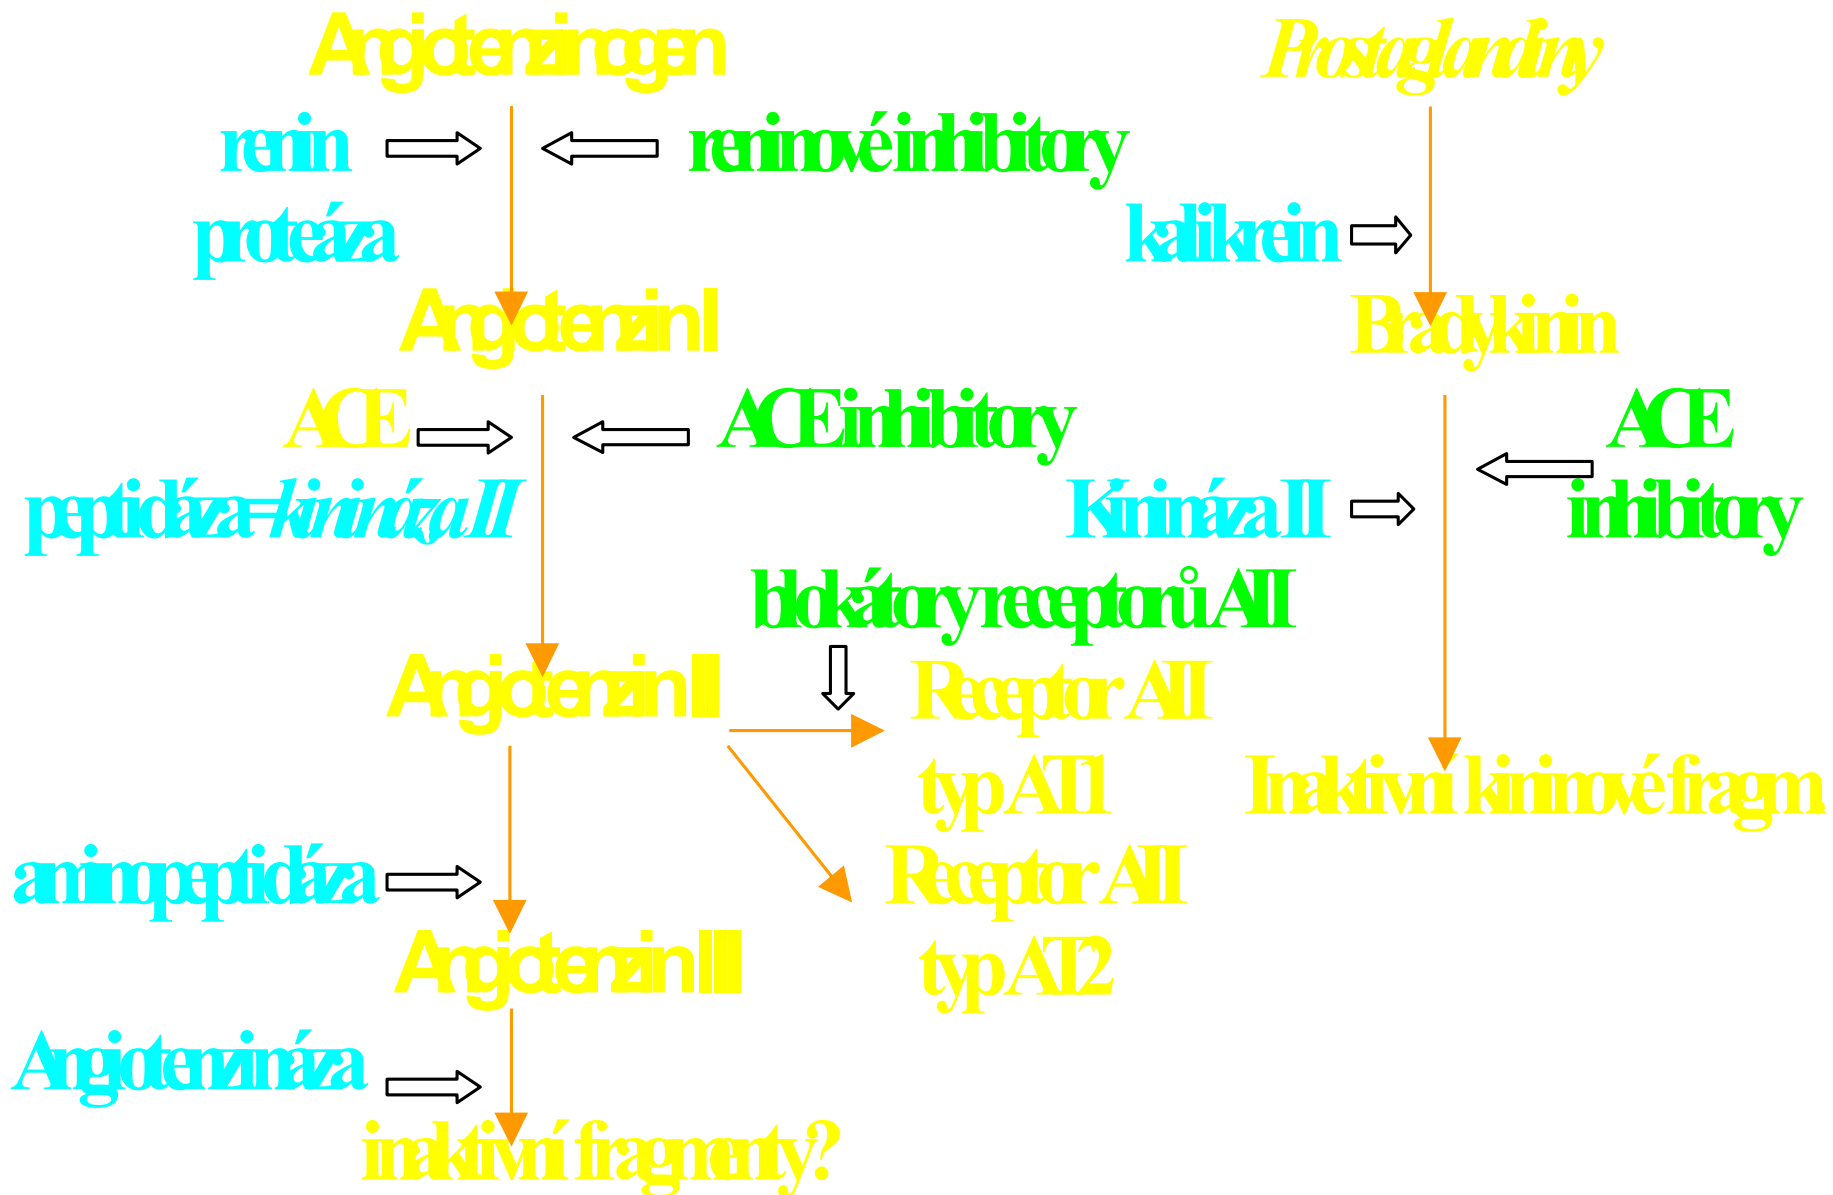 Angiotenzinogen
Prostaglandiny
renin
reninové inhibitory
proteáza
kalikrein
Angiotenzin I
Bradykinin
ACE
ACE inhibitory
ACE
peptidáza=kinináza II
Kinináza II
inhibitory
blokátory receptorů AII
Angiotenzin II
Receptor AII
typ AT1
Inaktivní kininové fragm.
aminopeptidáza
Receptor AII
Angiotenzin III
typ AT2
Angiotenzináza
inaktivní fragmenty?